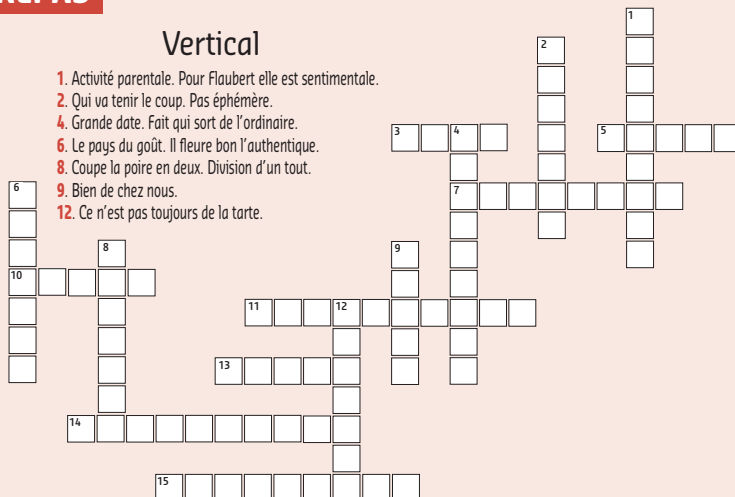 Vertical
1. Activité parentale. Pour Flaubert elle est sentimentale.
2. Qui va tenir le coup. Pas éphémère.
4. Grande date. Fait qui sort de l'ordinaire.
6. Le pays du goût. Il fleure bon l'authentique.
8. Coupe la poire en deux. Division d'un tout.
9. Bien de chez nous.
12. Ce n'est pas toujours de la tarte.
1
2
3 4 5
6 7
8 9
10
11 12
13
14
15